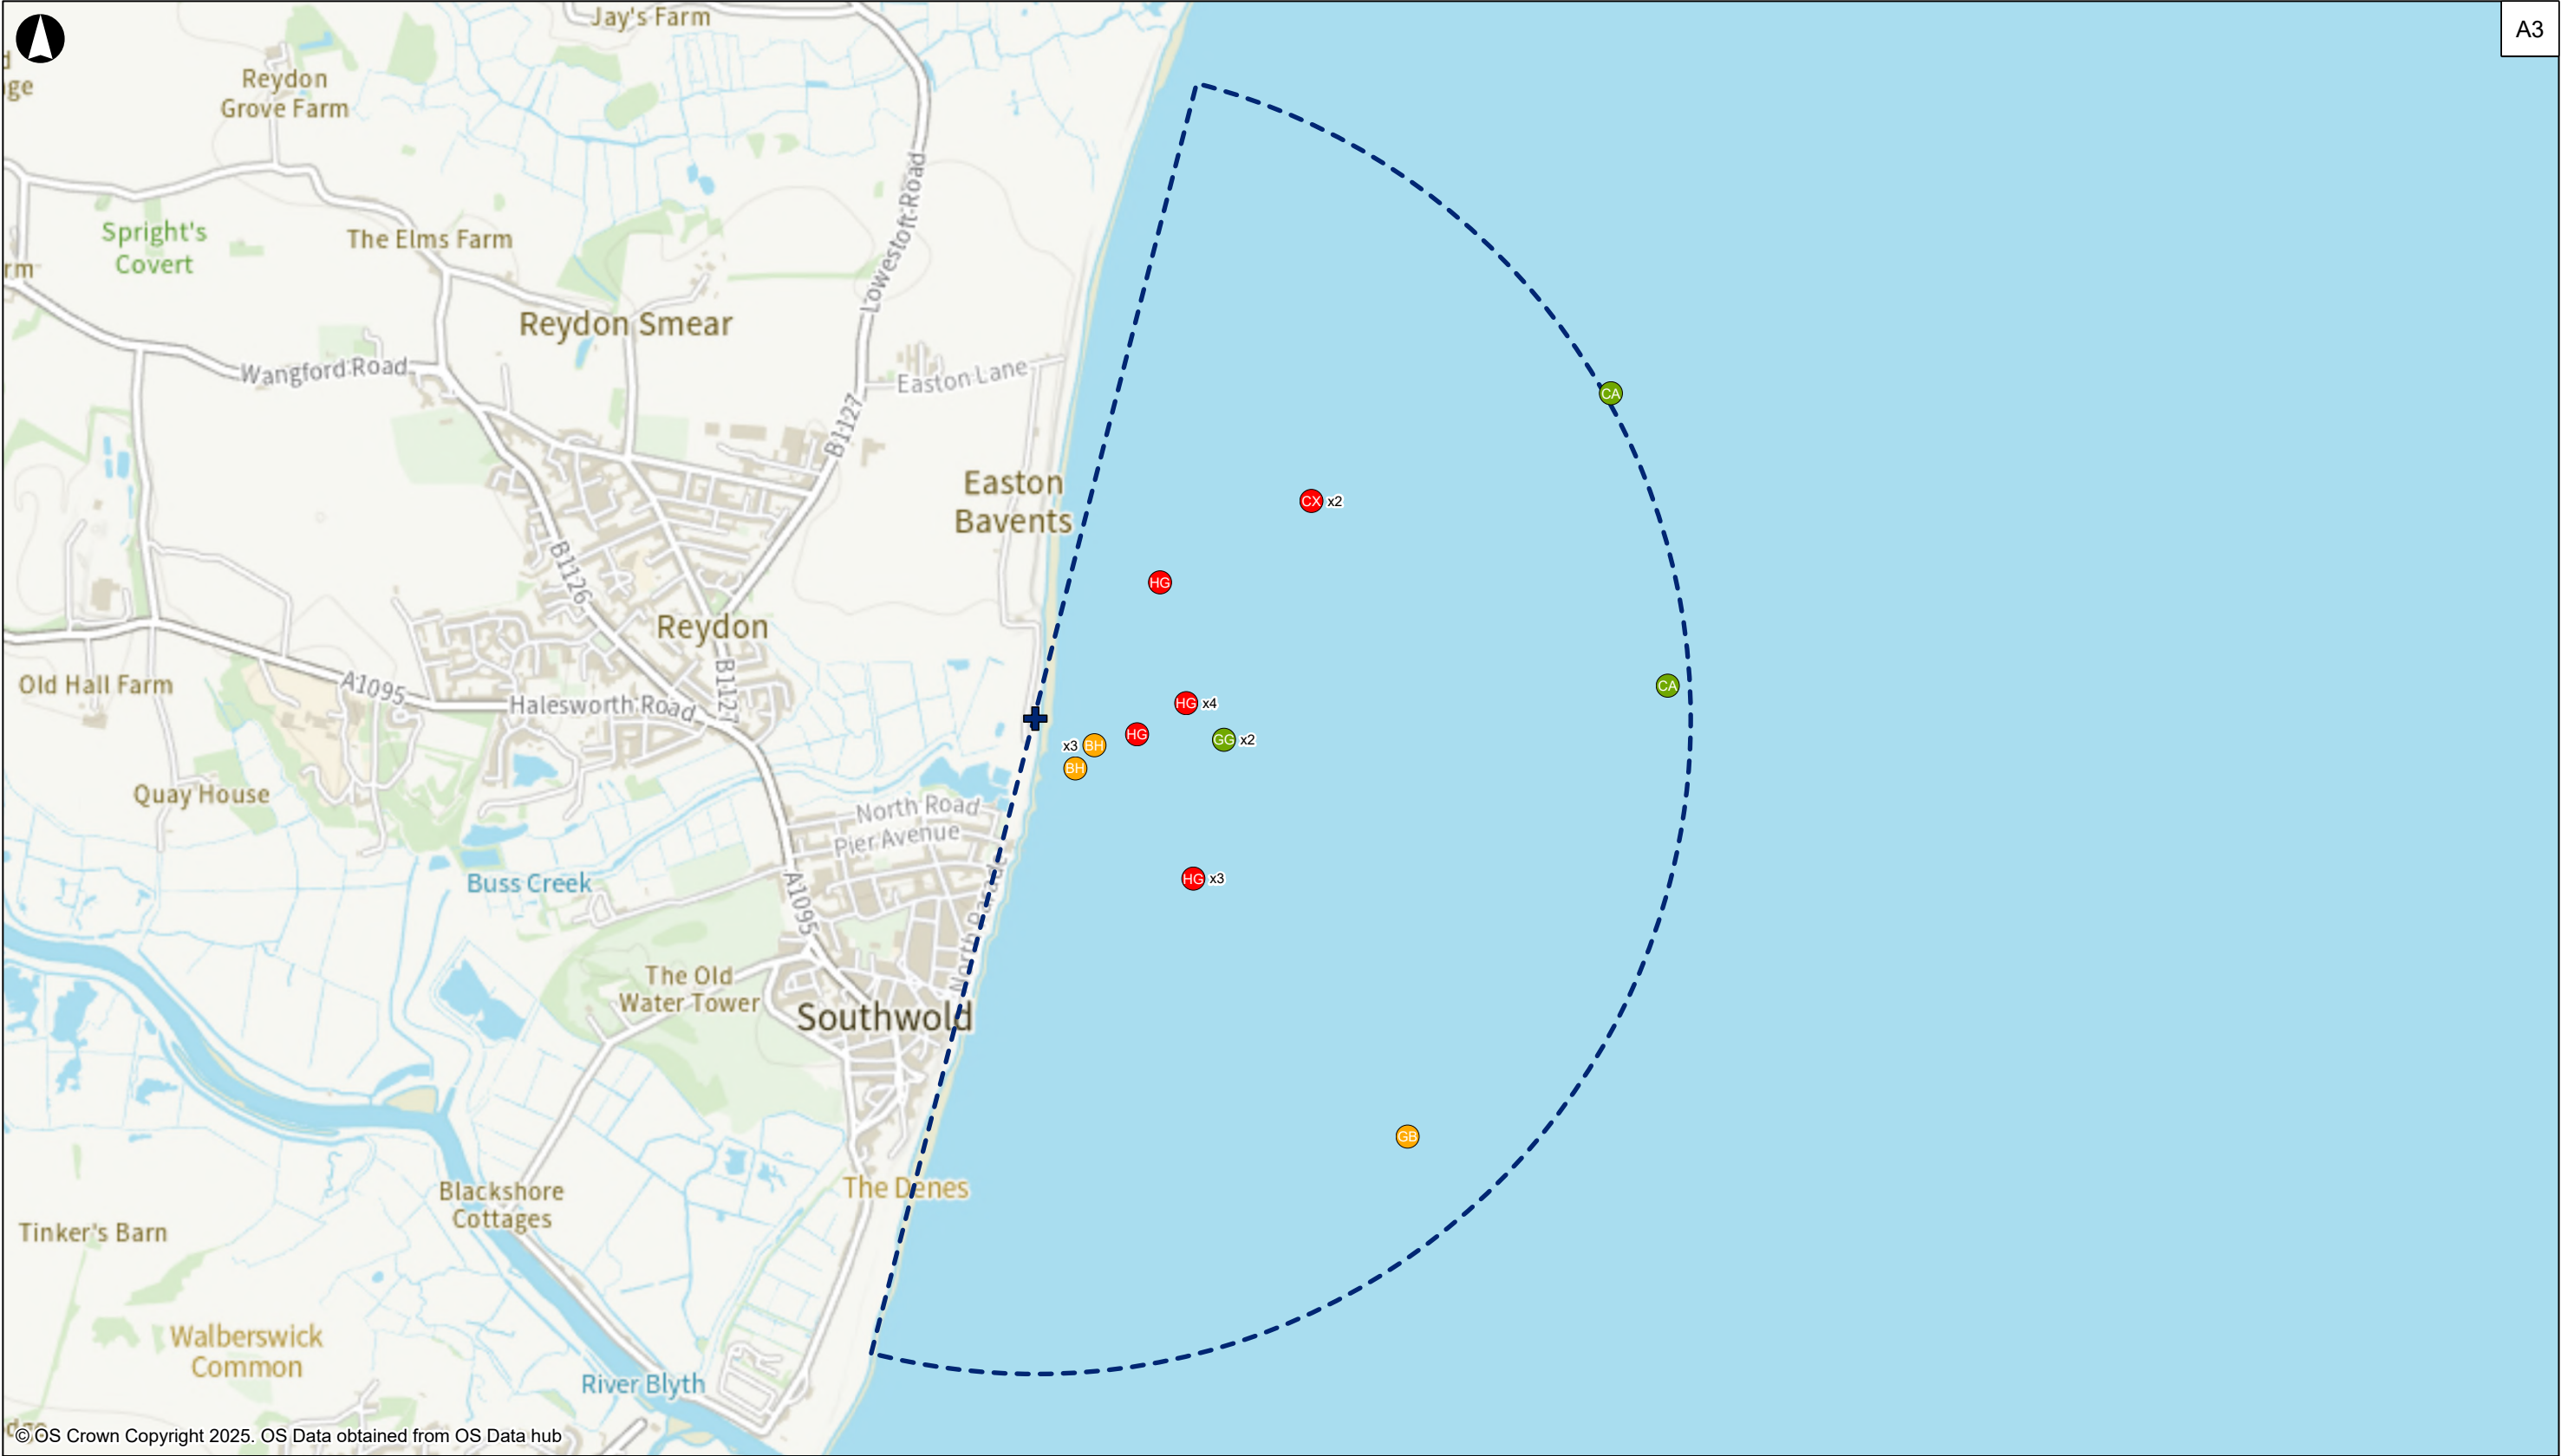 Jay's Farm
A3
Reydon
Grove Farm
Spright's
Covert
The Elms Farm
Lowestoft Road
Reydon Smear
Wangford Road
Easton Lane
CA
B1127
Easton
Bavents
CX x2
B1126
HG
Reydon
Old Hall Farm
A1095
Halesworth Road
B1127
CA
HG x4
HG
GG x2
x3 BH
BH
Quay House
North Road
Pier Avenue
Buss Creek
A1095
North Parade
HG x3
The Old
Water Tower
Southwold
GB
The Denes
Blackshore
Cottages
Tinker's Barn
Walberswick
Common
River Blyth
© OS Crown Copyright 2025. OS Data obtained from OS Data hub